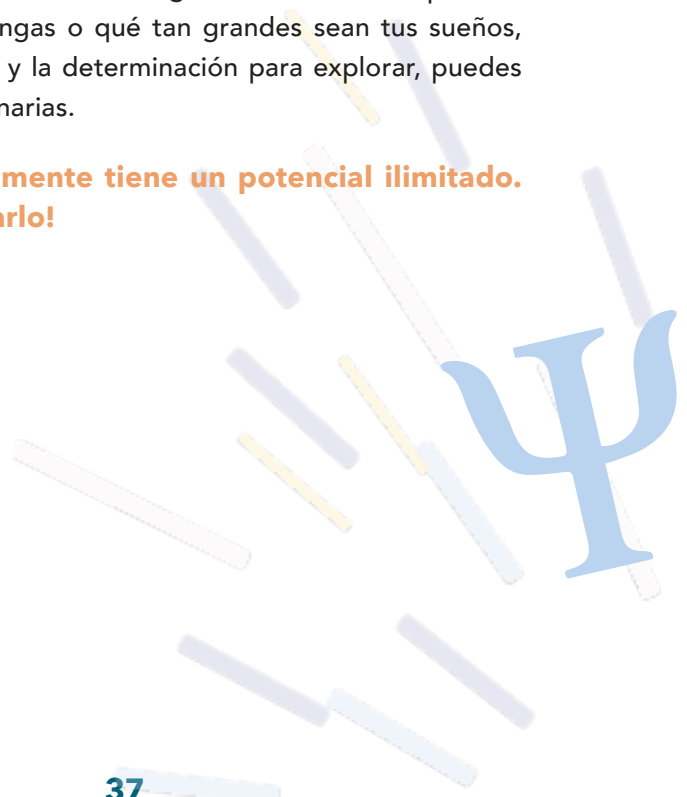 ngas o qué tan grandes sean tus sueños,
y la determinación para explorar, puedes
narias.
mente tiene un potencial ilimitado.
arlo!
Ψ
37